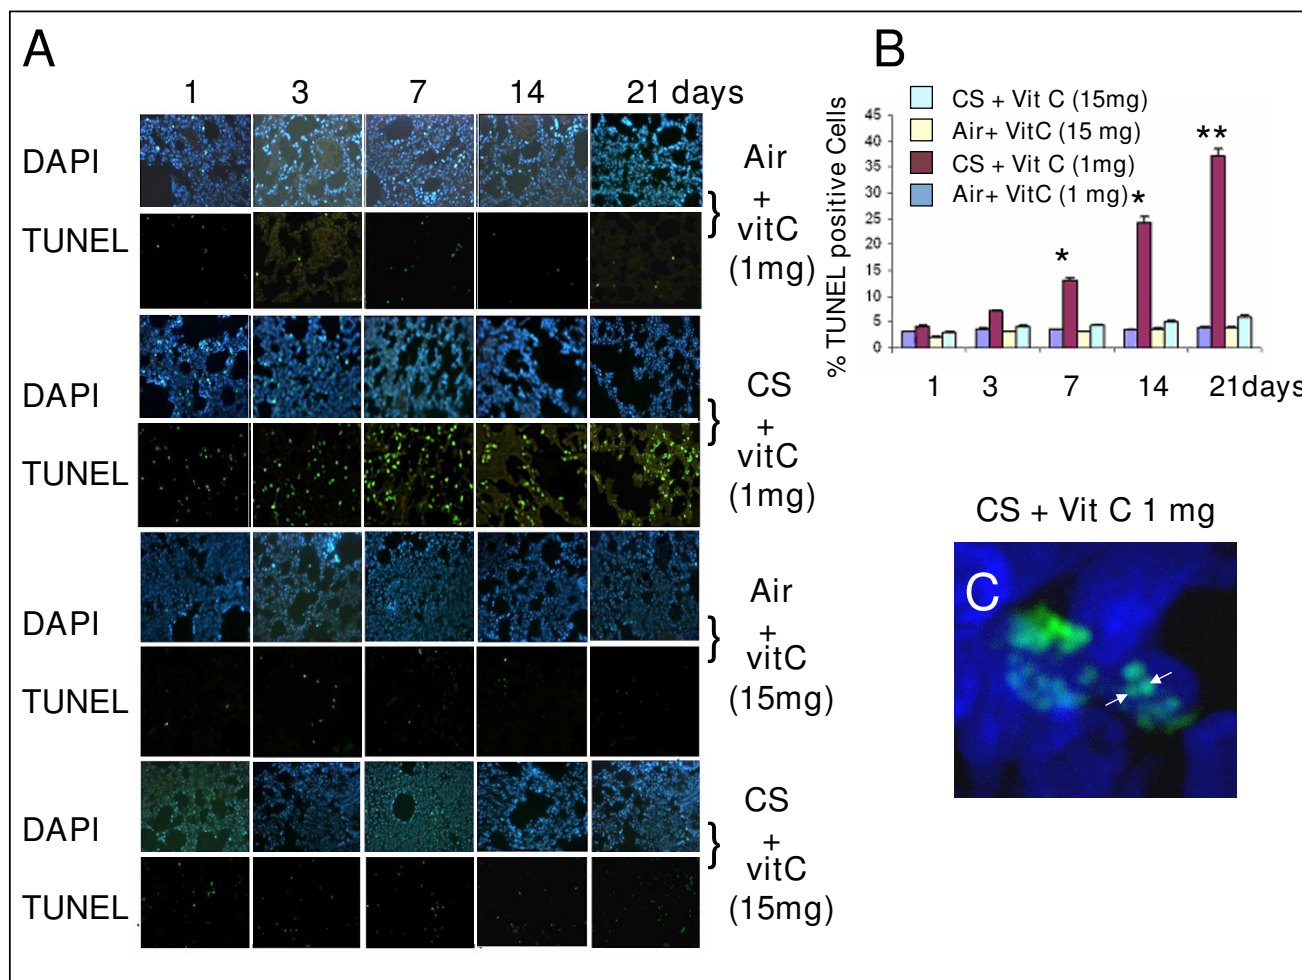 A
1 3 7 14 21 days
DAPI
TUNEL
Air
+
vitC
(1mg)
}
DAPI
TUNEL
CS
+
vitC
(1mg)
}
DAPI
TUNEL
Air
+
vitC
(15mg)
}
DAPI
TUNEL
CS
+
vitC
(15mg)
}
B
CS + Vit C (15mg)
Air+ VitC (15 mg)
CS + Vit C (1mg)
Air+ VitC (1 mg)
% TUNEL positive Cells
45
40
35
30
25
20
15
10
5
0
*
*
**
1 3 7 14 21days
CS + Vit C 1 mg
C